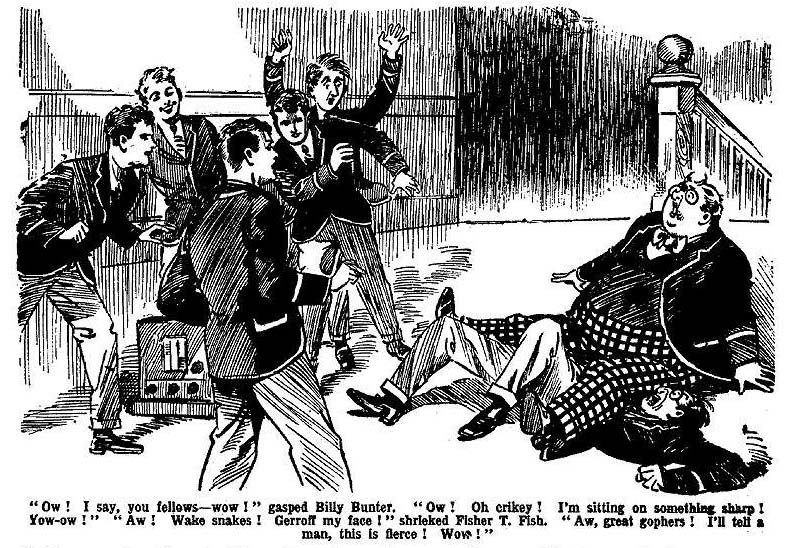 “Ow ! I say, you fellows—wow !” gasped Billy Bunter. “Ow ! Oh crikey ! I’m sitting on something sharp !
Yow-ow !” “Aw ! Wake snakes ! Gerroff my face !” shrieked Fisher T. Fish. “Aw, great gophers ! I’ll tell a
man, this is fierce ! Wow !”